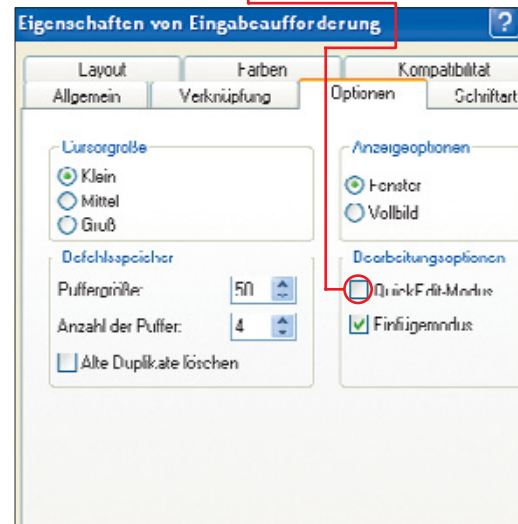 Eigenschaften von Eingabeaufforderung ?
Layout Farben Kompatibilität
Allgemein Verknüpfung Optionen Schriftart
Cursorgröße
Klein
Mittel
Groß
Anzeigeoptionen
Fenster
Vollbild
Befehlsspeicher
Puffergröße: 50
Anzahl der Puffer: 4
Alte Duplikate löschen
Bearbeitungsoptionen
QuickEdit-Modus
Einfügemodus